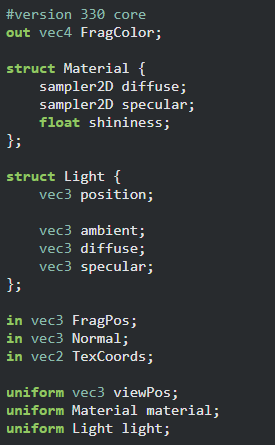 #version 330 core
out vec4 FragColor;
struct Material {
    sampler2D diffuse;
    sampler2D specular;
    float shininess;
};
struct Light {
    vec3 position;
    vec3 ambient;
    vec3 diffuse;
    vec3 specular;
};
in vec3 FragPos;
in vec3 Normal;
in vec2 TexCoords;
uniform vec3 viewPos;
uniform Material material;
uniform Light light;